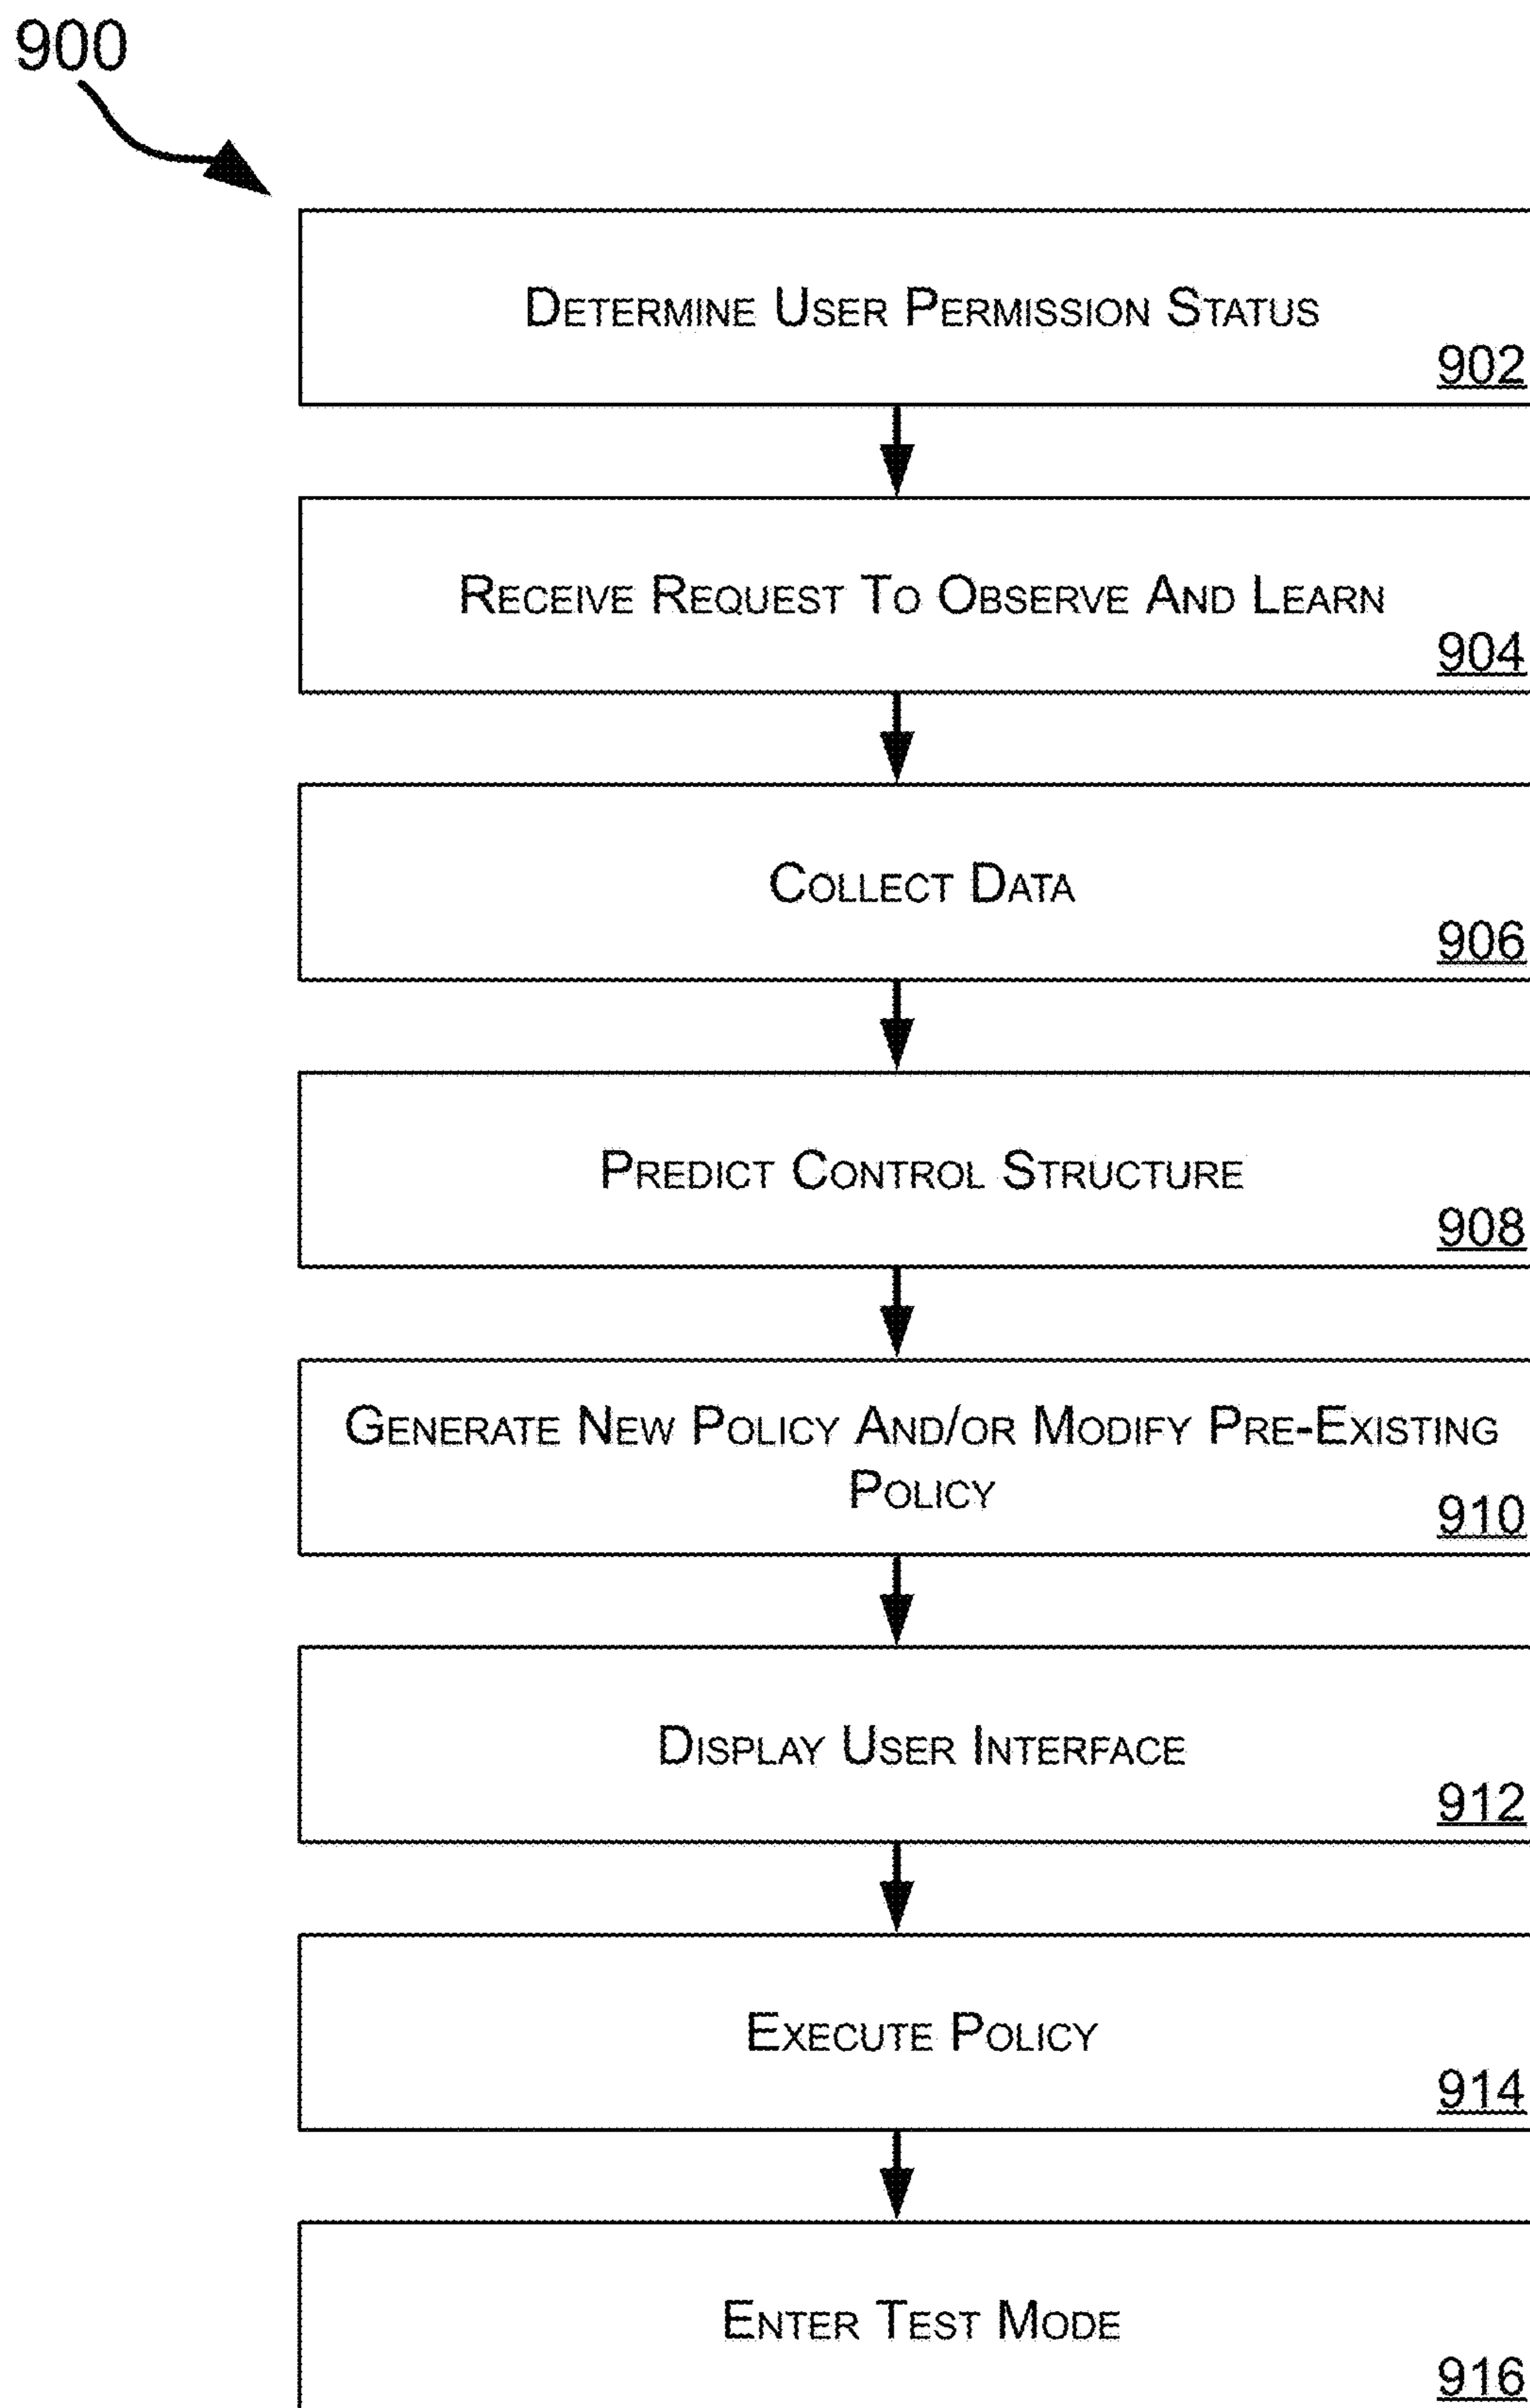 900
DETERMINE USER PERMISSION STATUS
902
RECEIVE REQUEST TO OBSERVE AND LEARN
904
COLLECT DATA
906
PREDICT CONTROL STRUCTURE
908
GENERATE NEW POLICY AND/OR MODIFY PRE-EXISTING
POLICY
910
DISPLAY USER INTERFACE
912
EXECUTE POLICY
914
ENTER TEST MODE
916